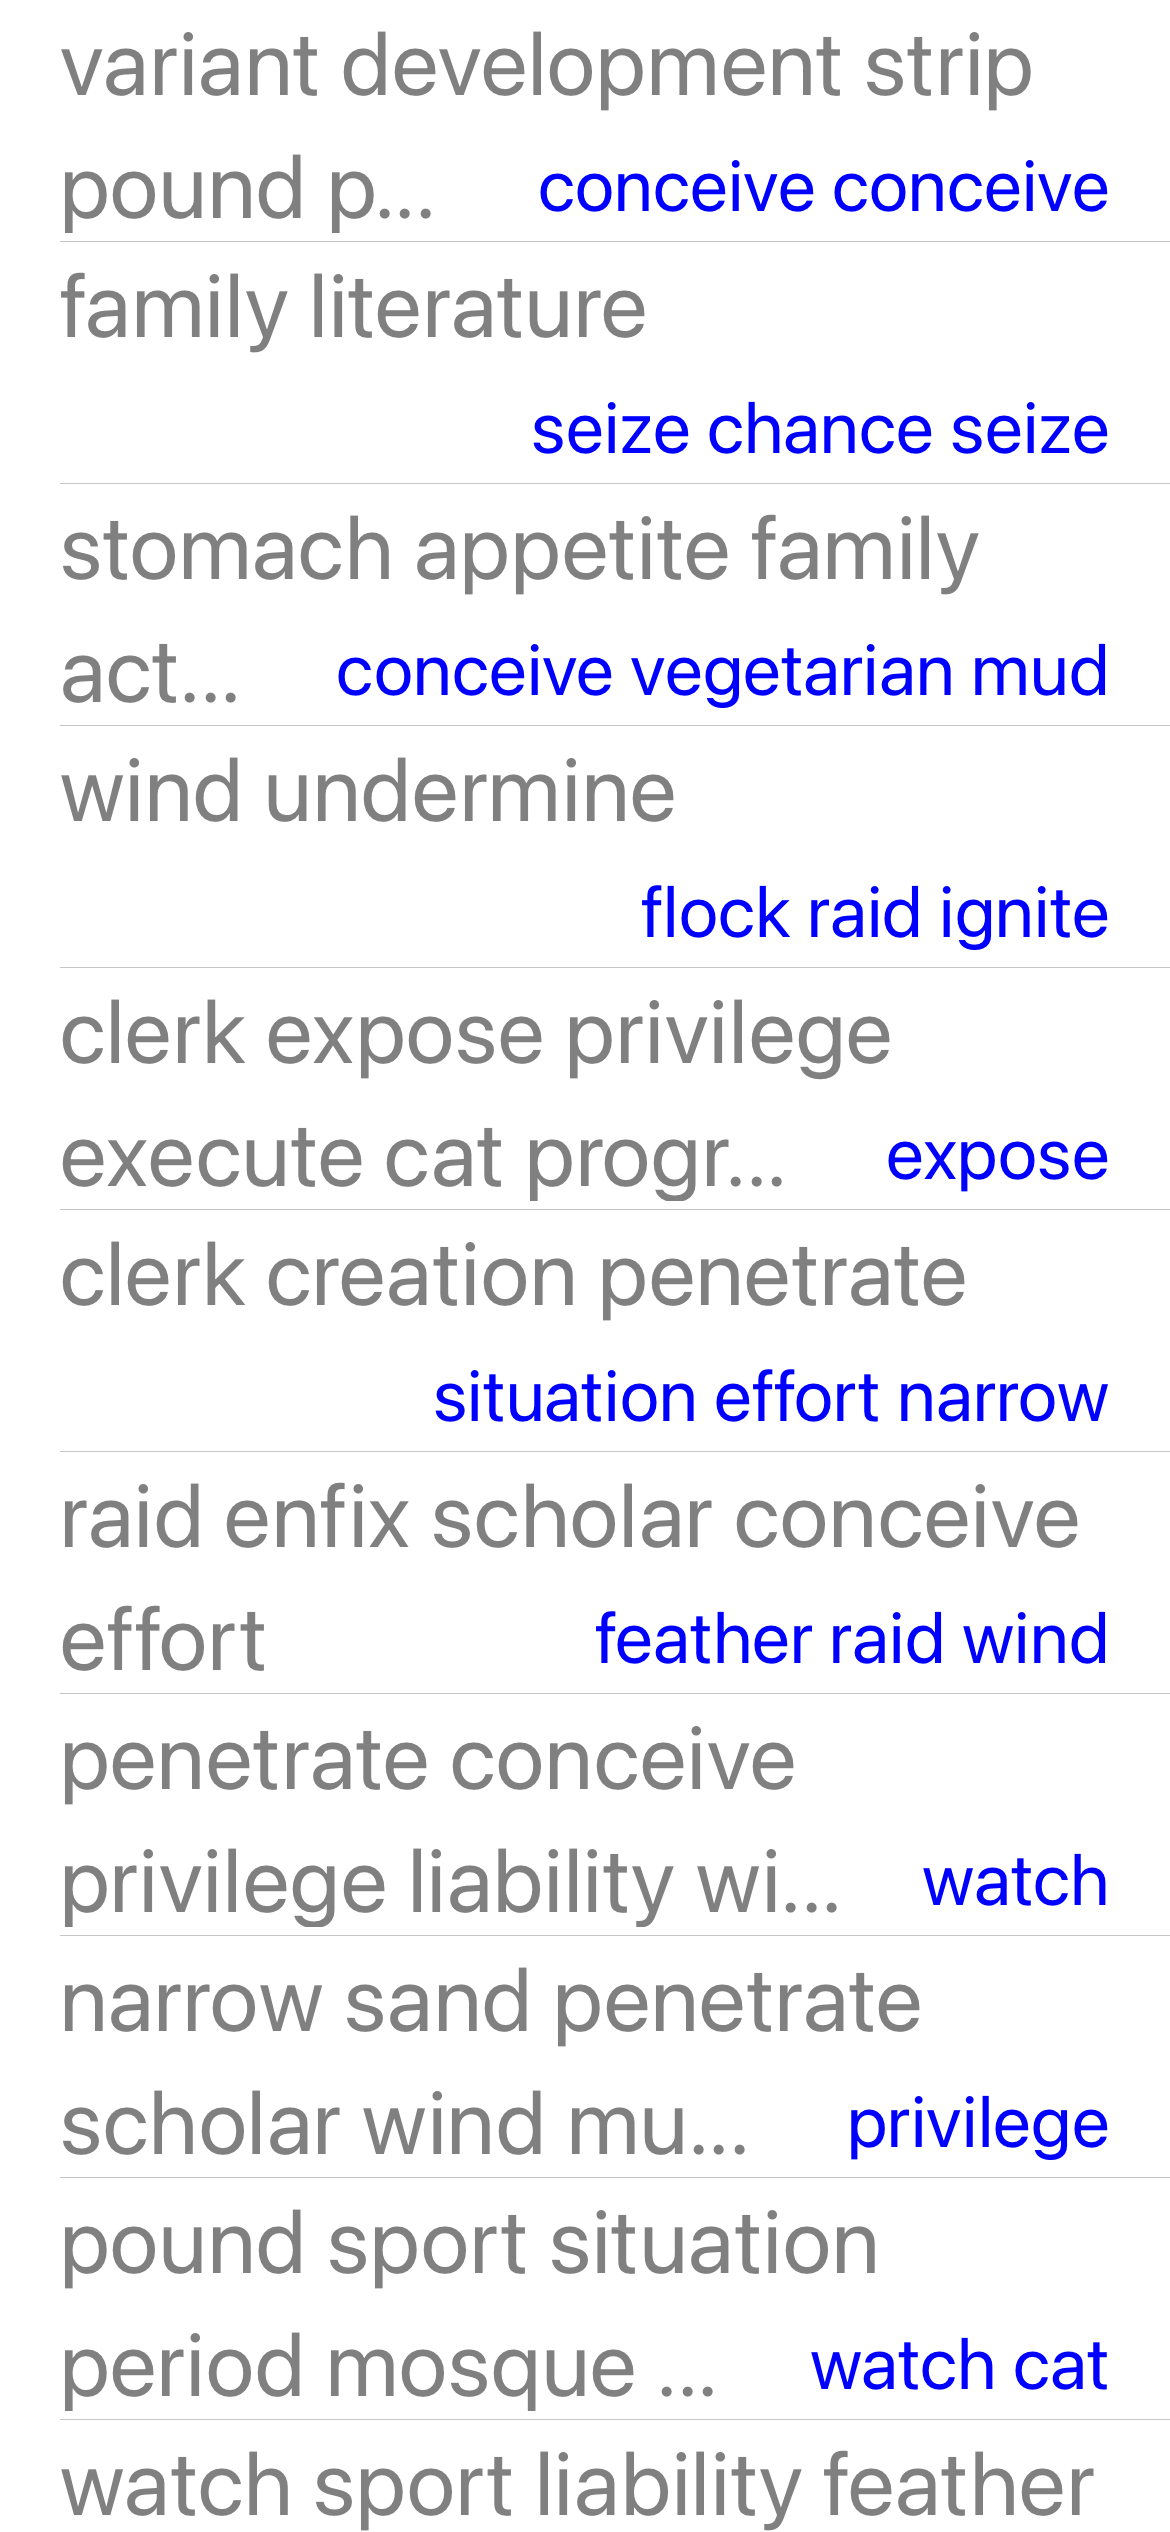 variant development strip
pound p... conceive conceive
family literature
seize chance seize
stomach appetite family
act... conceive vegetarian mud
wind undermine
flock raid ignite
clerk expose privilege
execute cat progr... expose
clerk creation penetrate
situation effort narrow
raid enfix scholar conceive
effort feather raid wind
penetrate conceive
privilege liability wi... watch
narrow sand penetrate
scholar wind mu... privilege
pound sport situation
period mosque ... watch cat
watch sport liability feather